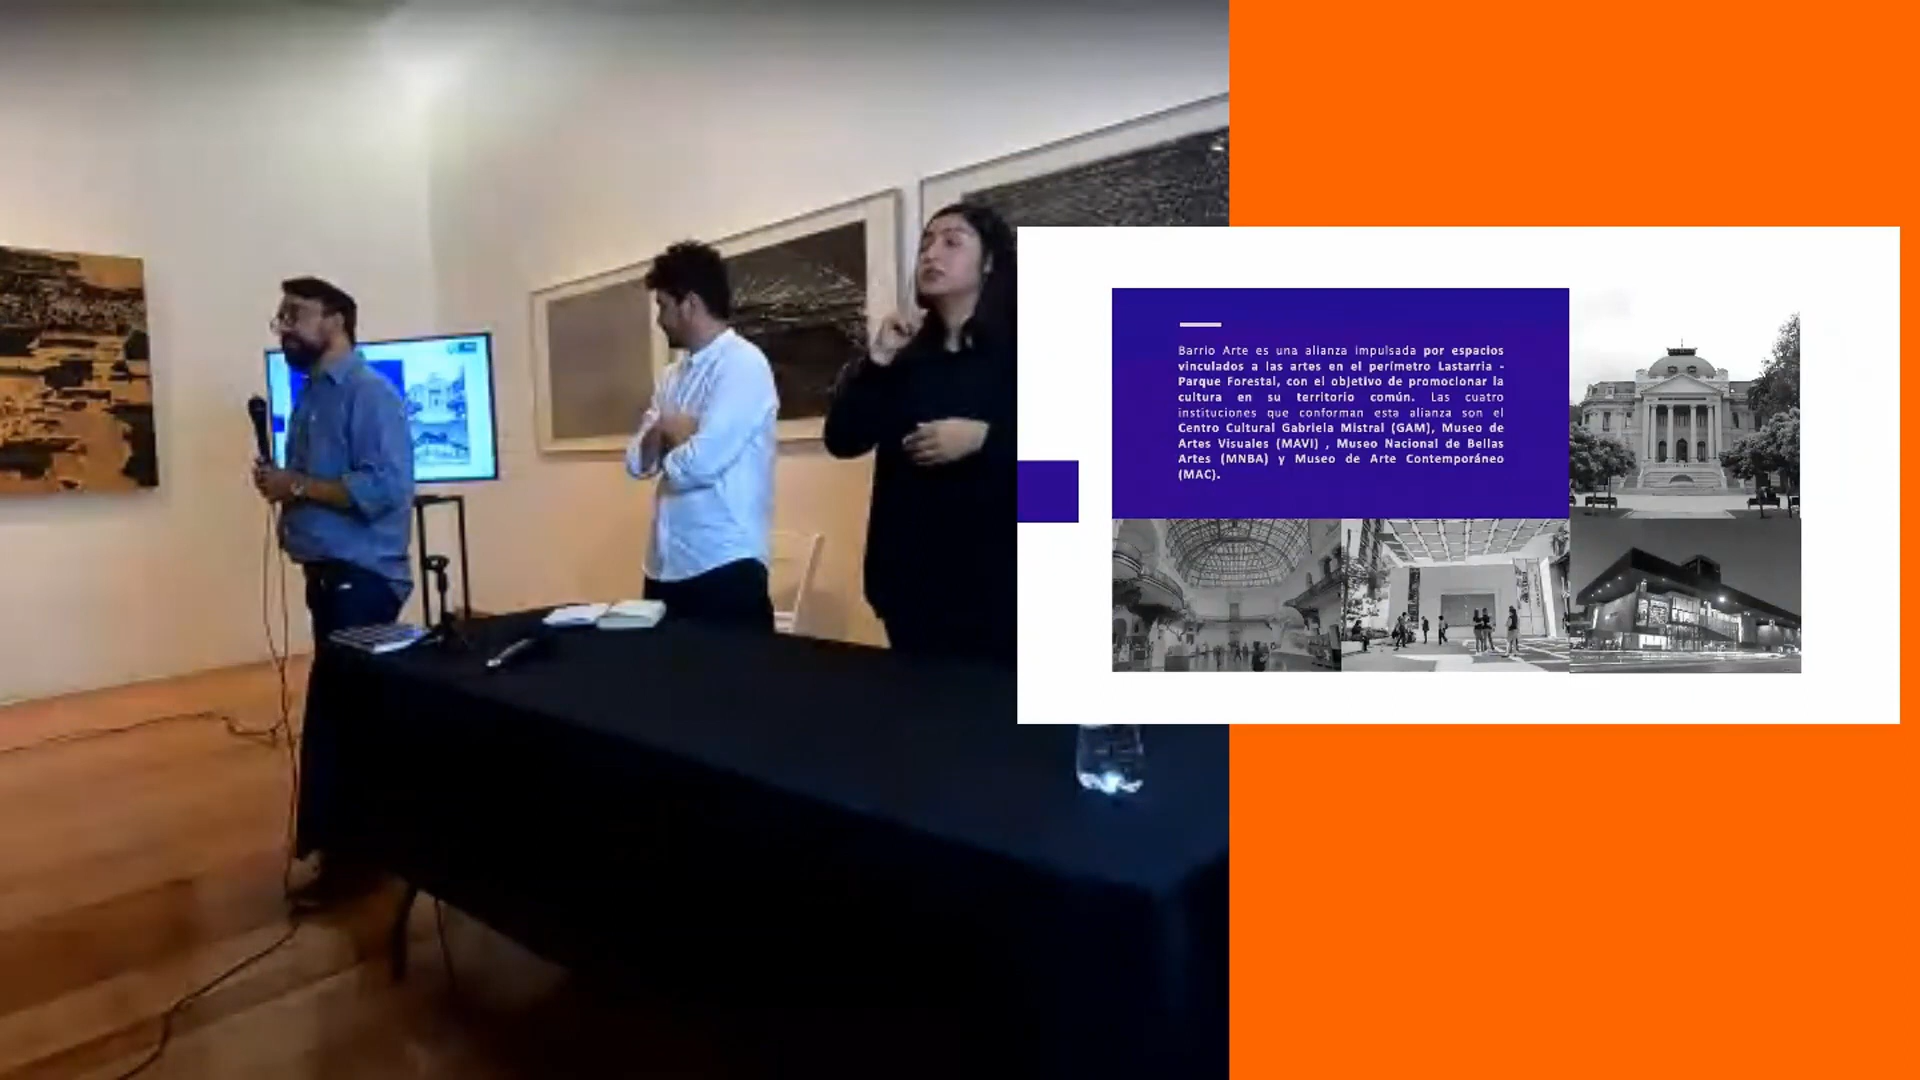 Barrio Arte es una alianza impulsada por espacios
vinculados a las artes en el perímetro Lastarria -
Parque Forestal, con el objetivo de promocionar la
cultura en su territorio común. Las cuatro
instituciones que conforman esta alianza son el
Centro Cultural Gabriela Mistral (GAM), Museo de
Artes Visuales (MAVI) , Museo Nacional de Bellas
Artes (MNBA) y Museo de Arte Contemporáneo
(MAC).